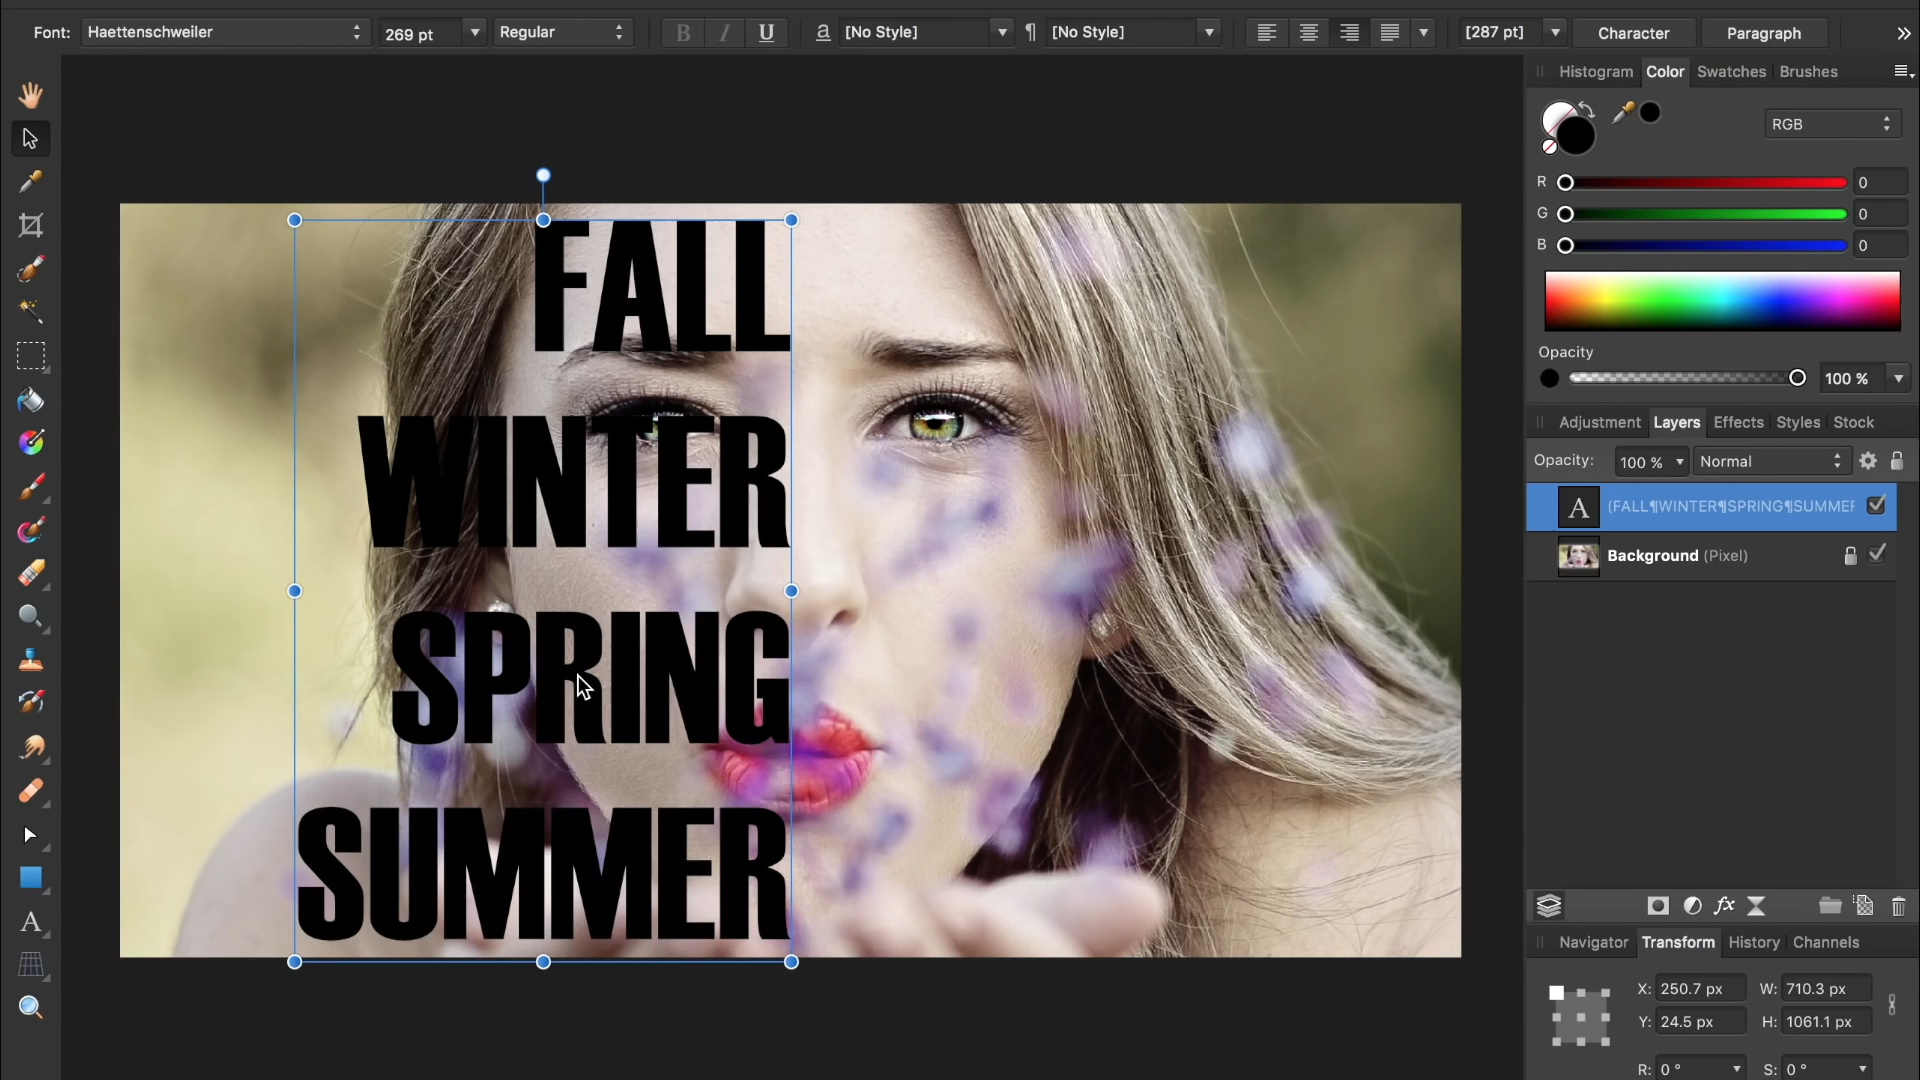 Font: Haettenschweiler 269 pt Regular B I U a [No Style] ¶ [No Style] [287 pt] Character Paragraph
Histogram Color Swatches Brushes
RGB
R 0
G 0
B 0
Opacity
100 %
Adjustment Layers Effects Styles Stock
Opacity: 100 % Normal
A (FALL¶WINTER¶SPRING¶SUMMER
Background (Pixel)
FALL
WINTER
SPRING
SUMMER
A
fx
Navigator Transform History Channels
X: 250.7 px W: 710.3 px
Y: 24.5 px H: 1061.1 px
R: 0 ° S: 0 °